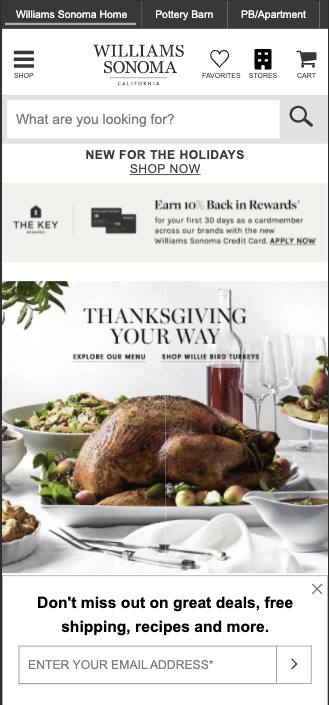 Williams Sonoma Home Pottery Barn PB/Apartment
SHOP
WILLIAMS
SONOMA
CALIFORNIA
FAVORITES STORES CART
What are you looking for?
NEW FOR THE HOLIDAYS
SHOP NOW
THE KEY
REWARDS
Earn 10% Back in Rewards¹
for your first 30 days as a cardmember
across our brands with the new
Williams Sonoma Credit Card. APPLY NOW
THANKSGIVING
YOUR WAY
EXPLORE OUR MENU SHOP WILLIE BIRD TURKEYS
Don't miss out on great deals, free
shipping, recipes and more.
ENTER YOUR EMAIL ADDRESS*